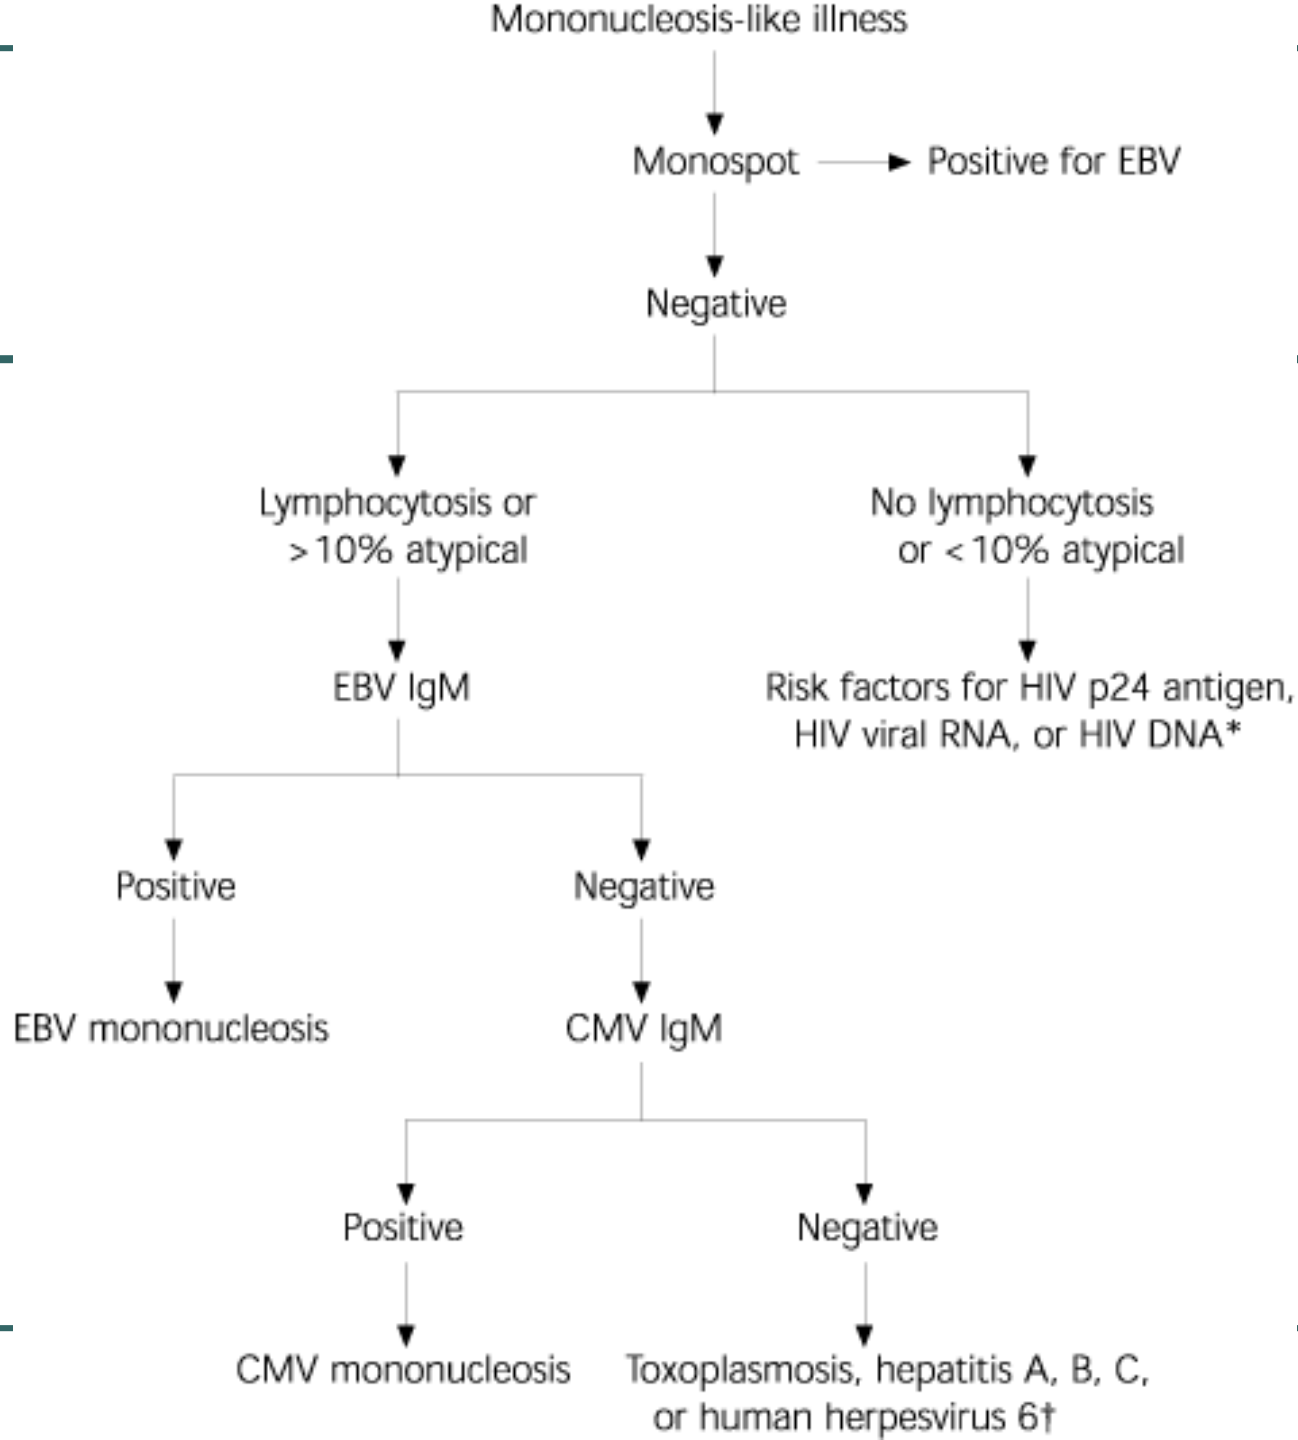 Mononucleosis-like illness
Monospot
Positive for EBV
Negative
Lymphocytosis or
>10% atypical
No lymphocytosis
or <10% atypical
EBV IgM
Risk factors for HIV p24 antigen,
HIV viral RNA, or HIV DNA*
Positive
Negative
EBV mononucleosis
CMV IgM
Positive
Negative
CMV mononucleosis
Toxoplasmosis, hepatitis A, B, C,
or human herpesvirus 6†